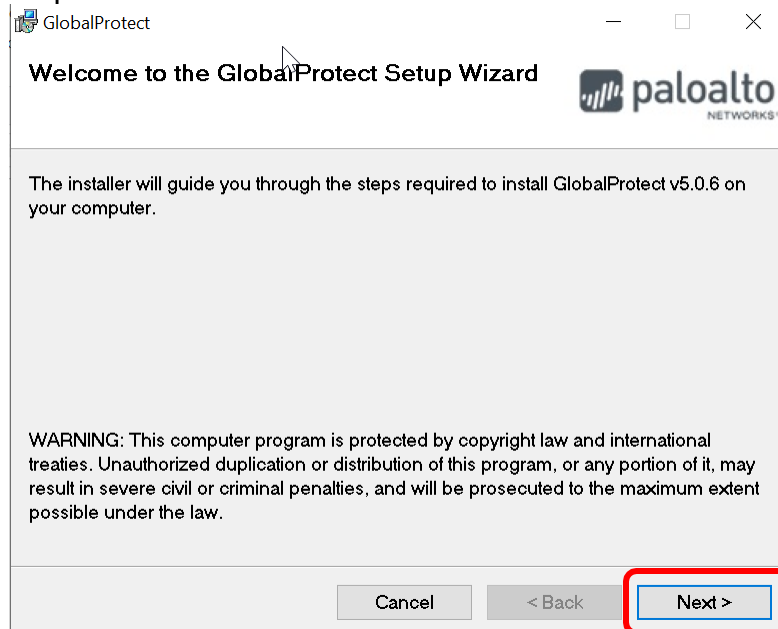 GlobalProtect
Welcome to the GlobalProtect Setup Wizard
paloalto
NETWORKS
The installer will guide you through the steps required to install GlobalProtect v5.0.6 on
your computer.
WARNING: This computer program is protected by copyright law and international
treaties. Unauthorized duplication or distribution of this program, or any portion of it, may
result in severe civil or criminal penalties, and will be prosecuted to the maximum extent
possible under the law.
Cancel
< Back
Next >